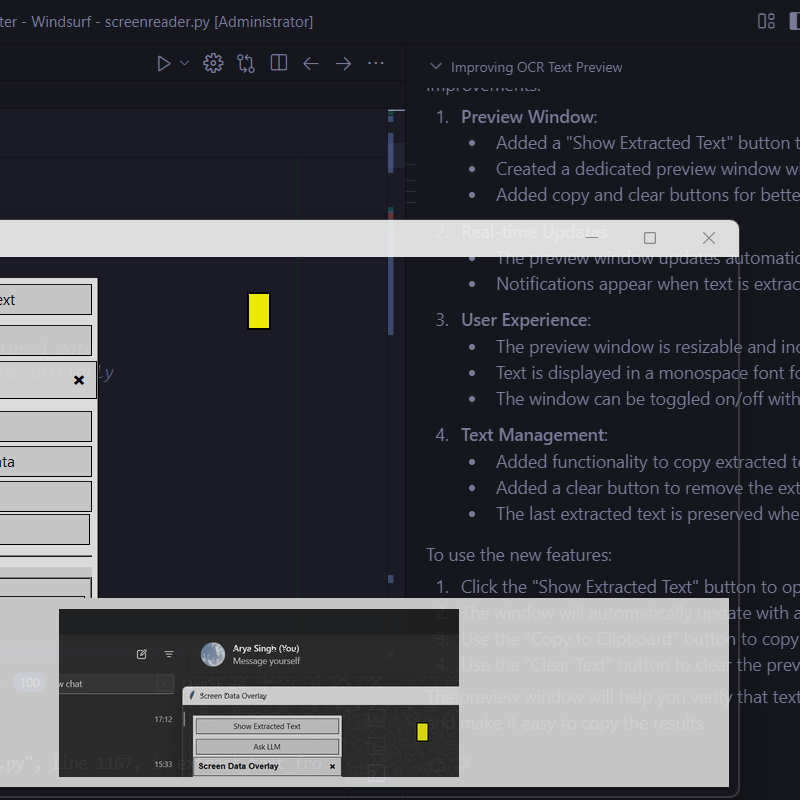 ter - Windsurf - screenreader.py [Administrator]
Improving OCR Text Preview
improvements:
1. Preview Window:
Added a "Show Extracted Text" button t
Created a dedicated preview window wi
Added copy and clear buttons for bette
2. Real-time Updates:
The preview window updates automatic
Notifications appear when text is extrac
3. User Experience:
The preview window is resizable and inc
Text is displayed in a monospace font fo
The window can be toggled on/off with
4. Text Management:
Added functionality to copy extracted te
Added a clear button to remove the ext
The last extracted text is preserved whe
To use the new features:
1. Click the "Show Extracted Text" button to op
2. The window will automatically update with a
3. Use the "Copy to Clipboard" button to copy
4. Use the "Clear Text" button to clear the prev
The preview window will help you verify that text
and make it easy to copy the results
ext
ata
100
.py", line 1167, in
Arya Singh (You)
Message yourself
w chat
17:12
15:33
Screen Data Overlay
Show Extracted Text
Ask LLM
Screen Data Overlay